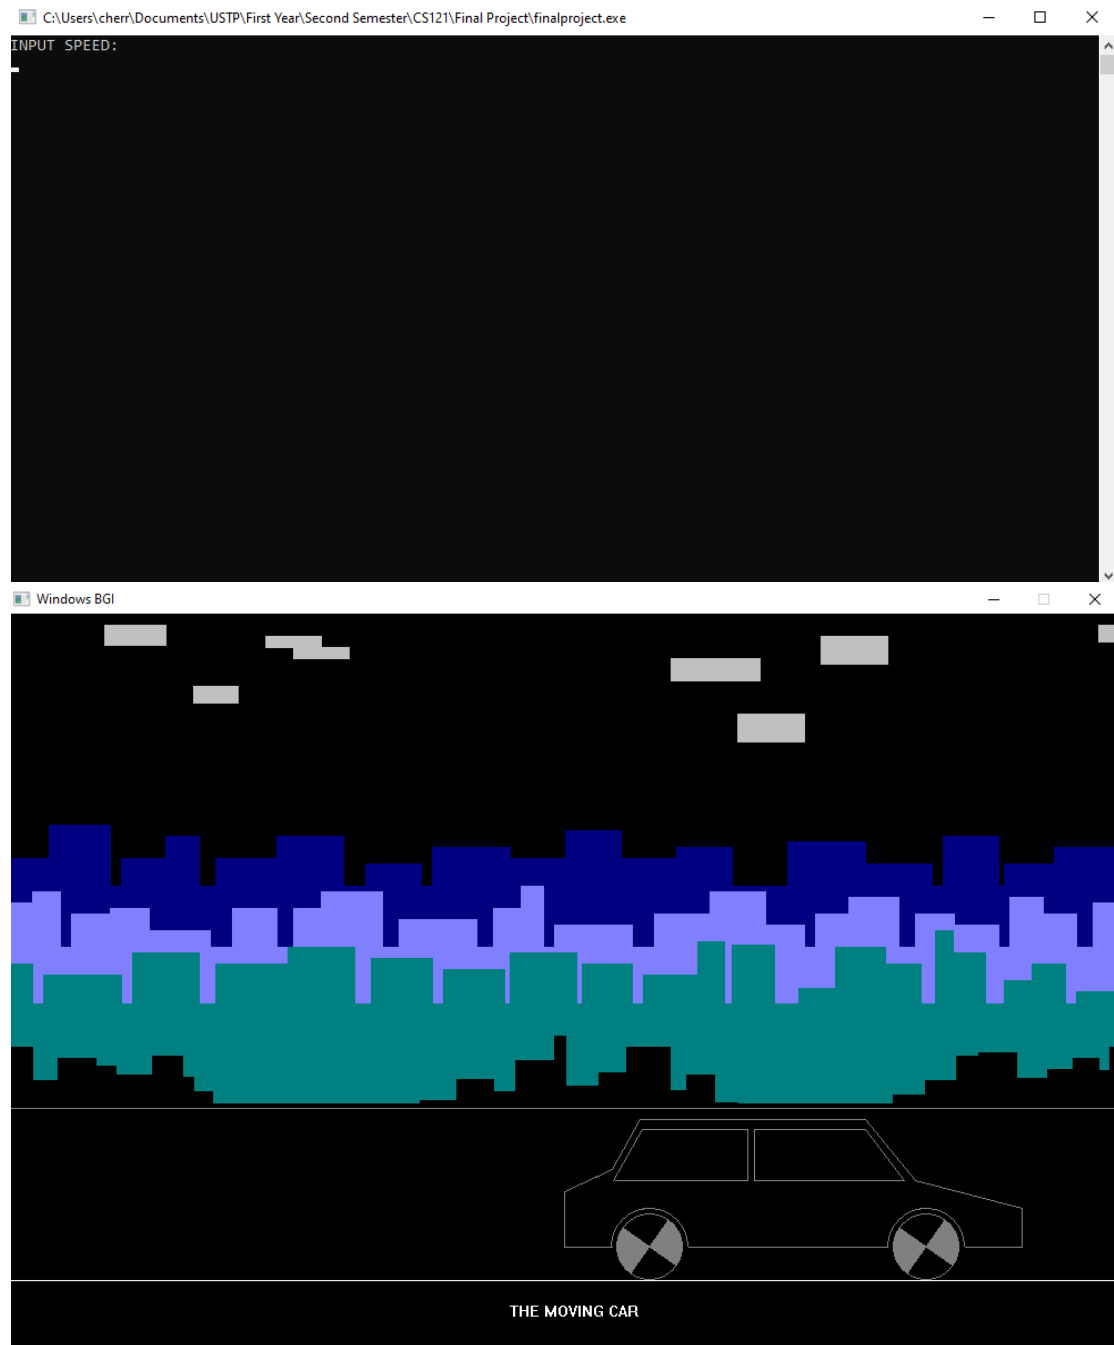 C:\Users\cherr\Documents\USTP\First Year\Second Semester\CS121\Final Project\finalproject.exe
INPUT SPEED:
Windows BGI
THE MOVING CAR